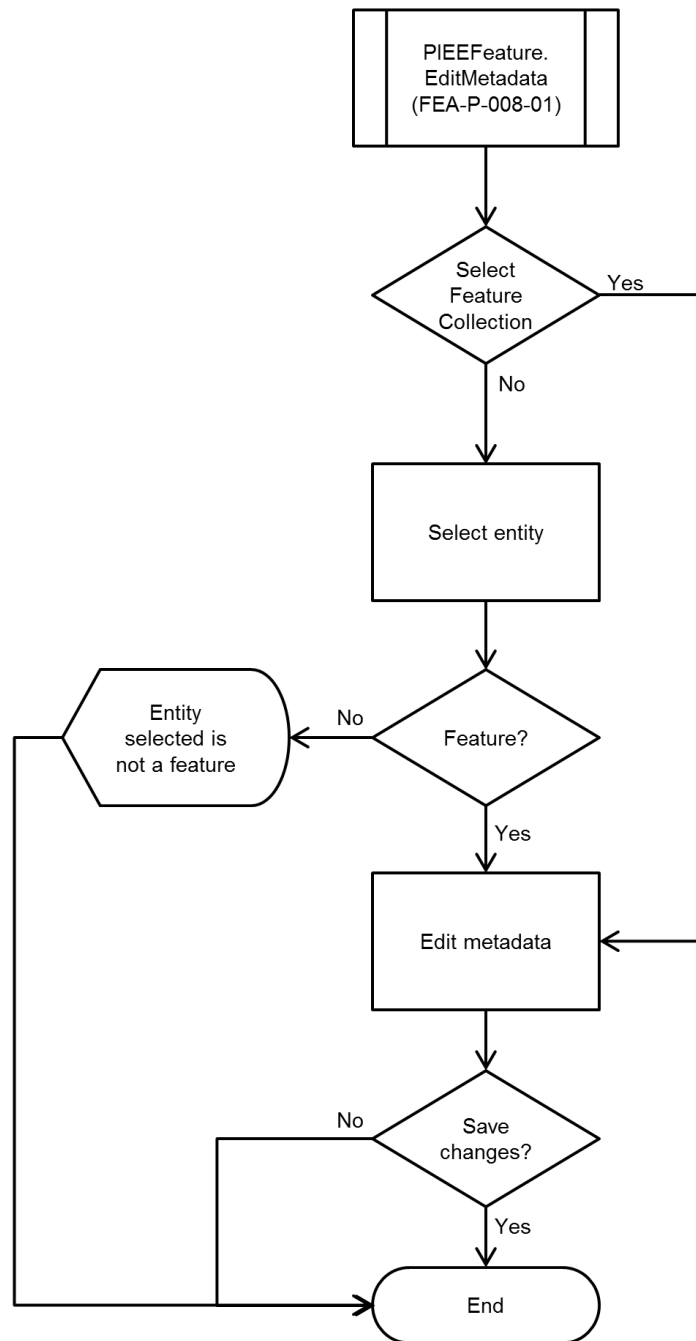 PIEEFeature.
EditMetadata
(FEA-P-008-01)
Select
Feature
Collection
Yes
No
Select entity
Entity
selected is
not a feature
No
Feature?
Yes
Edit metadata
No
Save
changes?
Yes
End